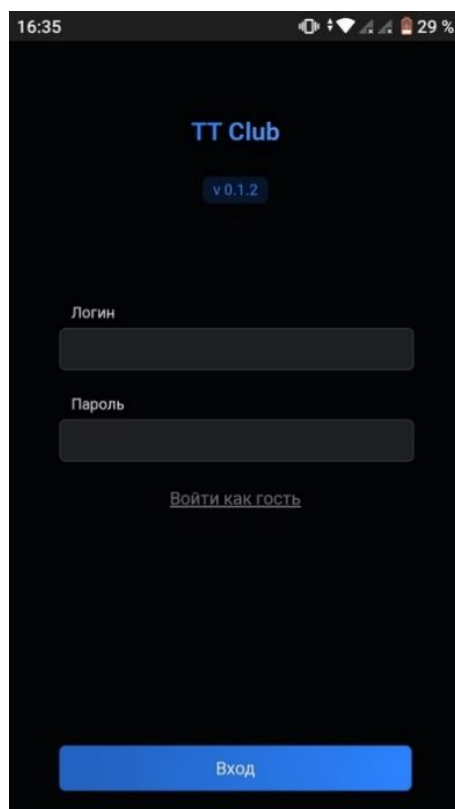 16:35
29 %
TT Club
v 0.1.2
Логин
Пароль
Войти как гость
Вход